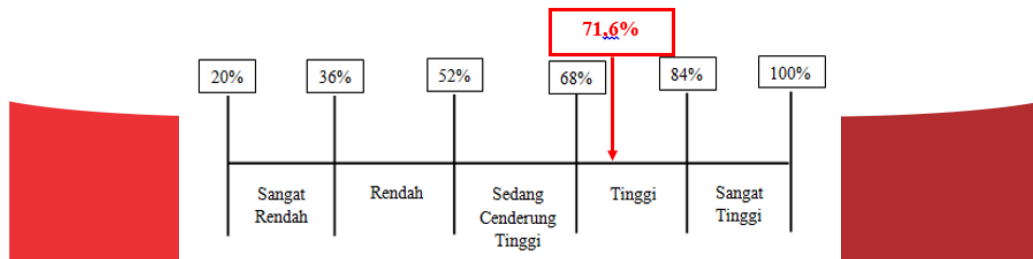 71,6%
20%
36%
52%
68%
84%
100%
Sangat
Rendah
Rendah
Sedang
Cenderung
Tinggi
Tinggi
Sangat
Tinggi